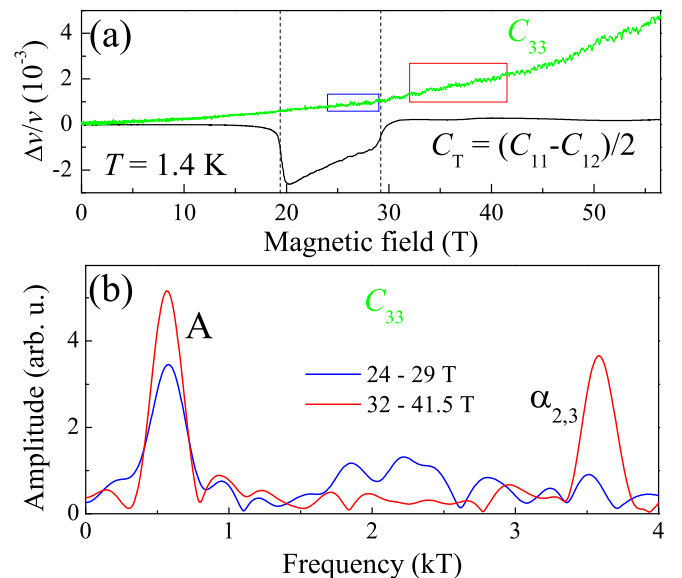 (a)
C33
4
2
0
-2
Δv/v (10-3)
T = 1.4 K
CT = (C11-C12)/2
0 10 20 30 40 50
Magnetic field (T)
(b)
C33
A
24 - 29 T
32 - 41.5 T
α2,3
4
2
0
Amplitude (arb. u.)
0 1 2 3 4
Frequency (kT)